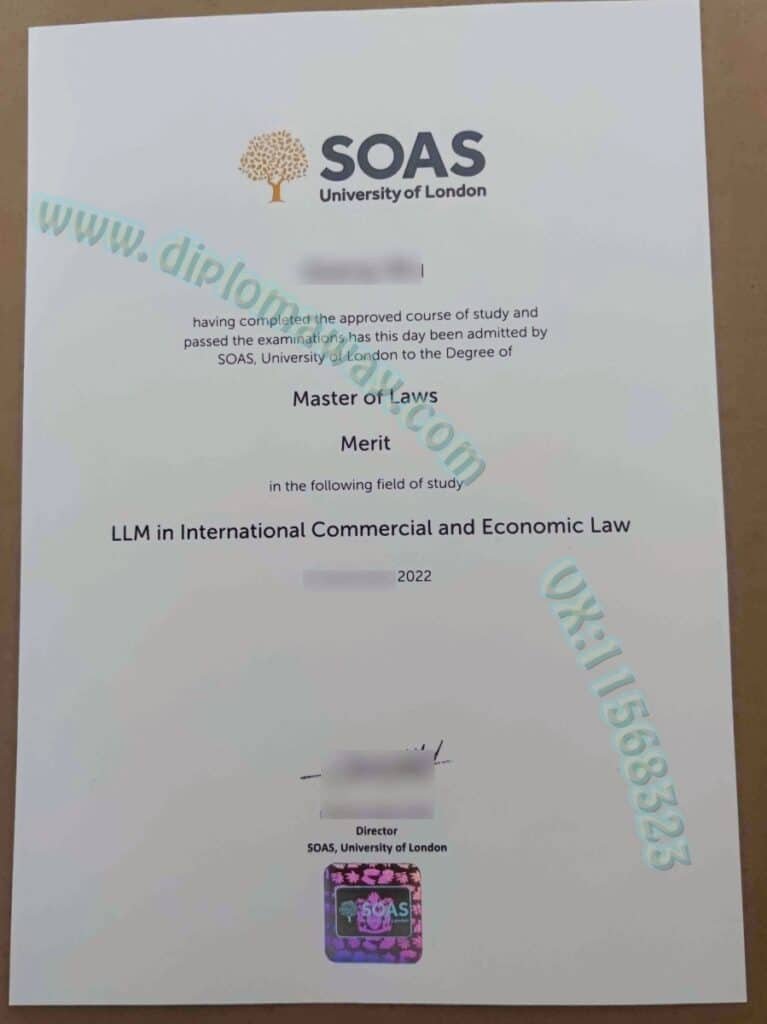 SOAS
University of London
www.diplomaway.com
having completed the approved course of study and
passed the examinations has this day been admitted by
SOAS, University of London to the Degree of
Master of Laws
Merit
in the following field of study
LLM in International Commercial and Economic Law
2022
VX:11568323
Director
SOAS, University of London
SOAS